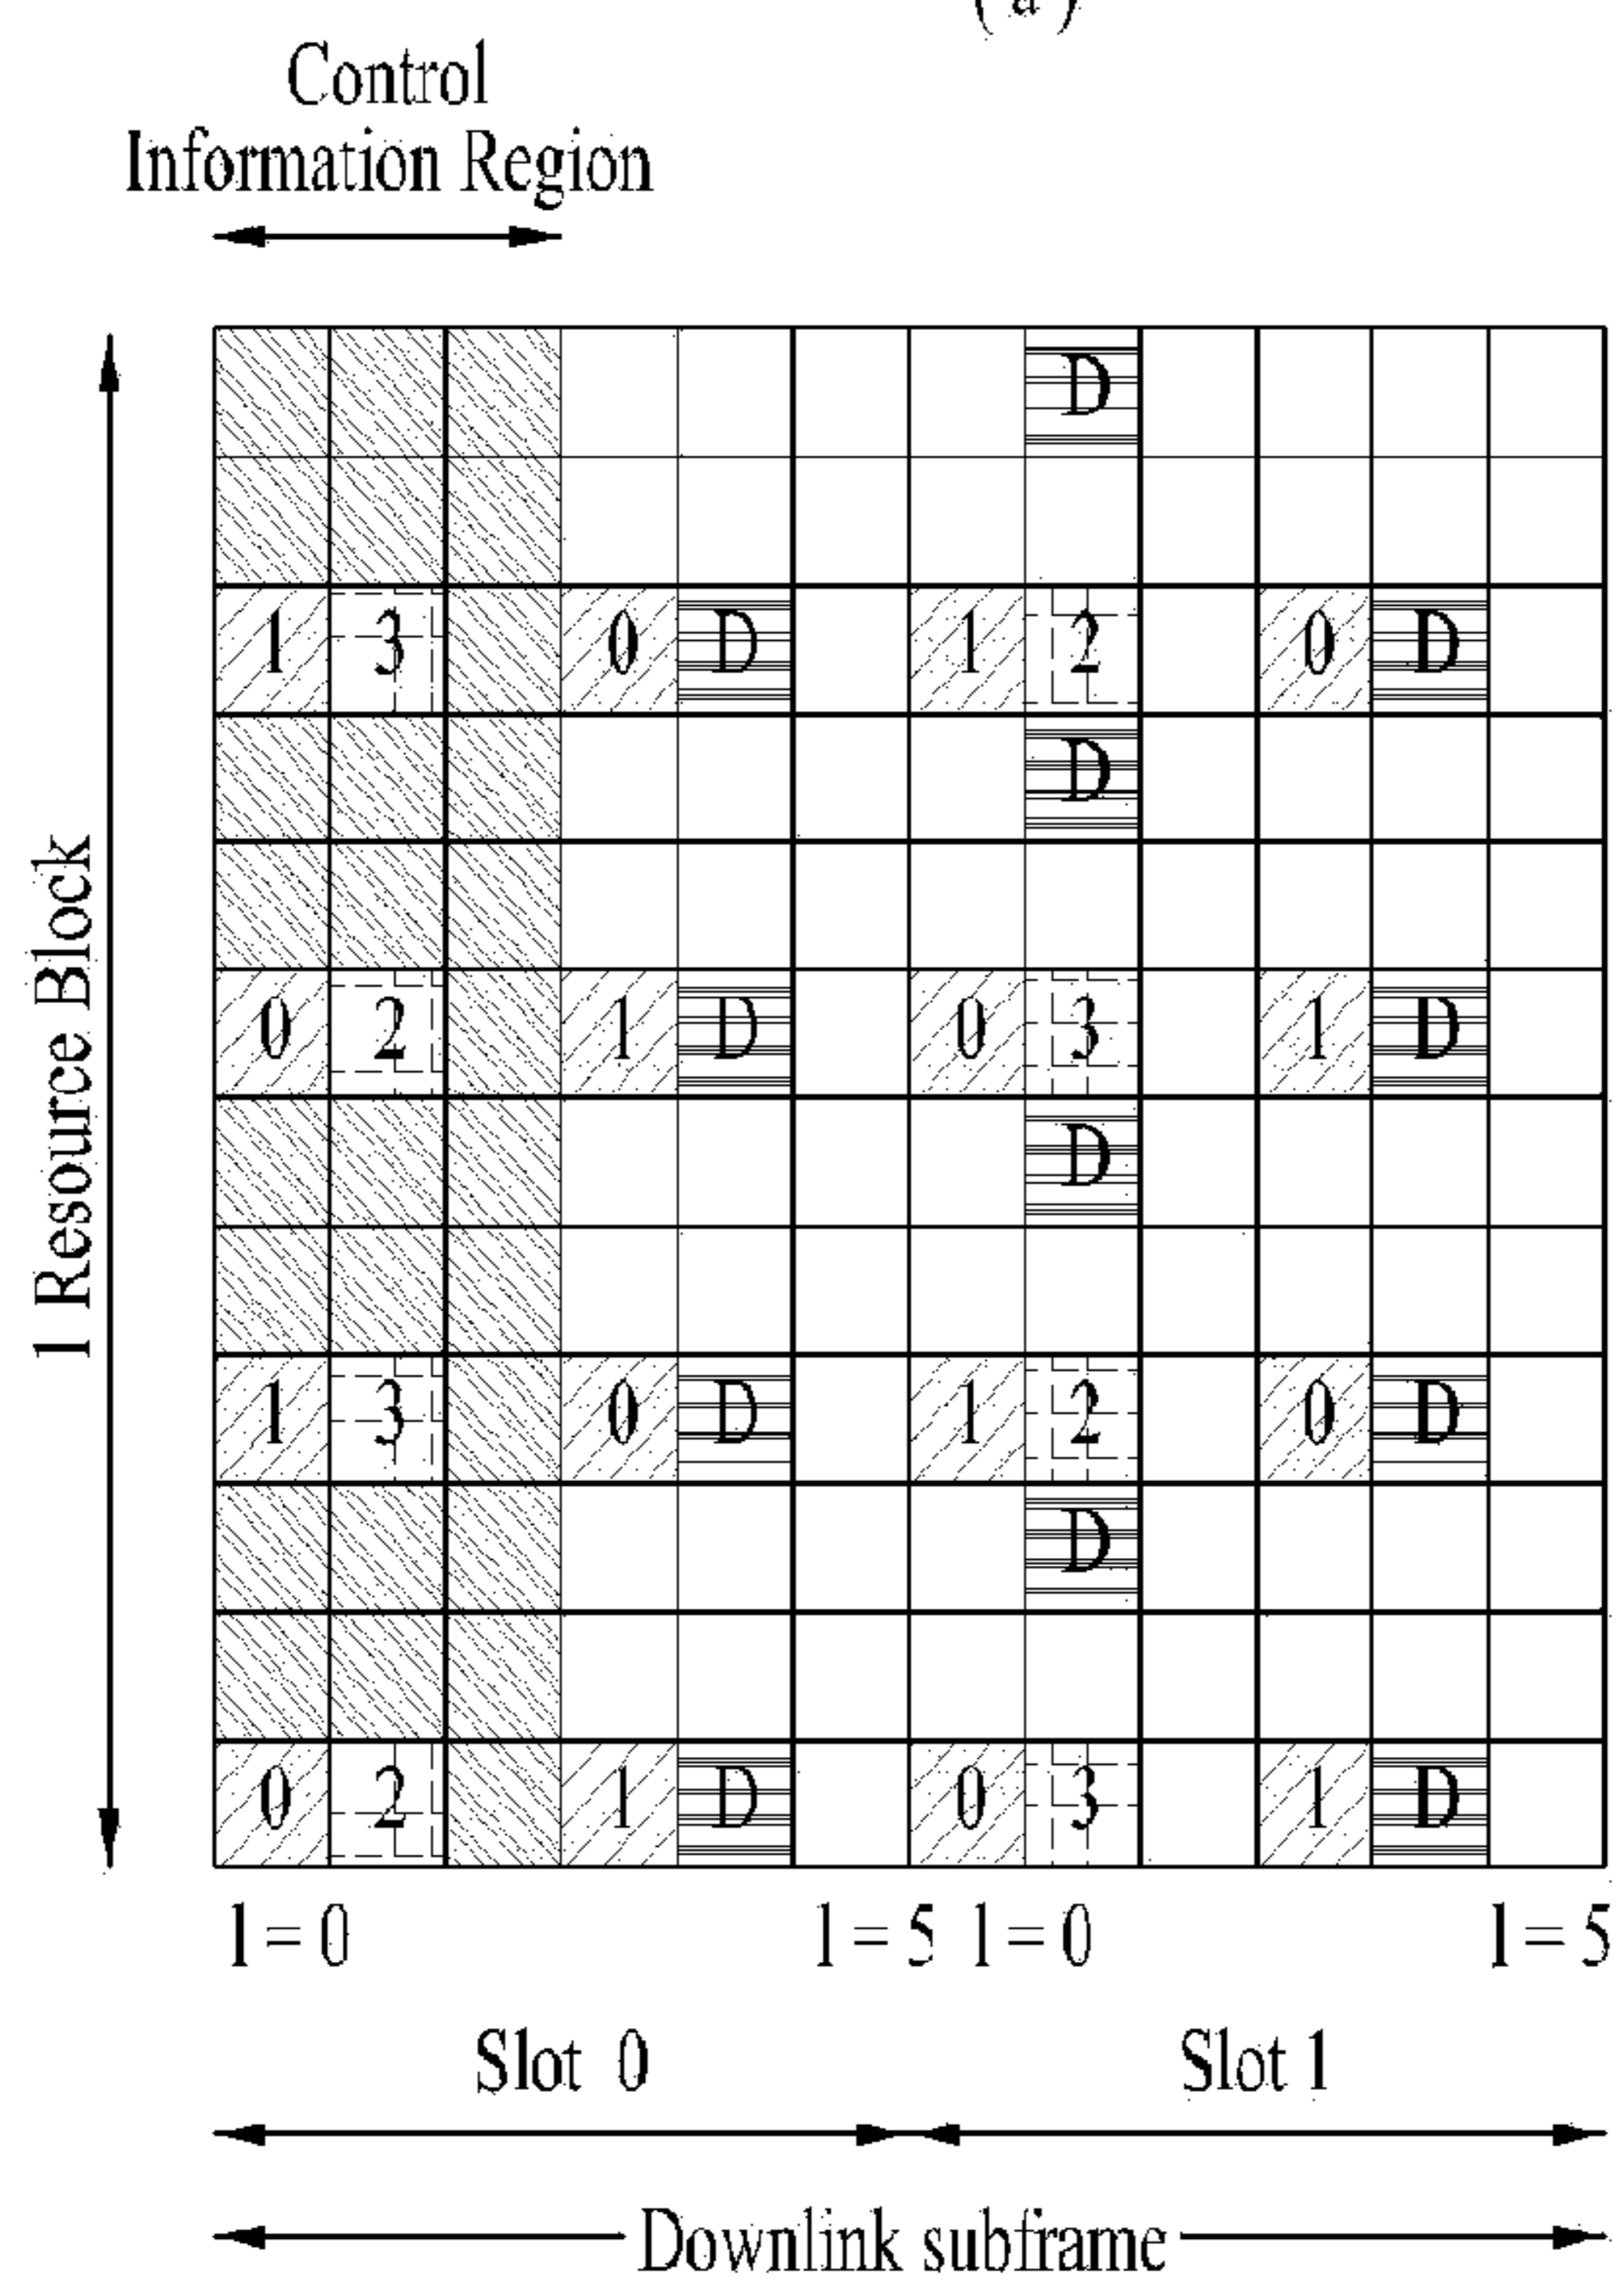 ( a )
Control
Information Region
D
1 3 0 D 1 2 0 D
D
0 2 1 D 0 3 1 D
D
1 3 0 D 1 2 0 D
D
0 2 1 D 0 3 1 D
1 Resource Block
l = 0 l = 5 l = 0 l = 5
Slot 0 Slot 1
Downlink subframe